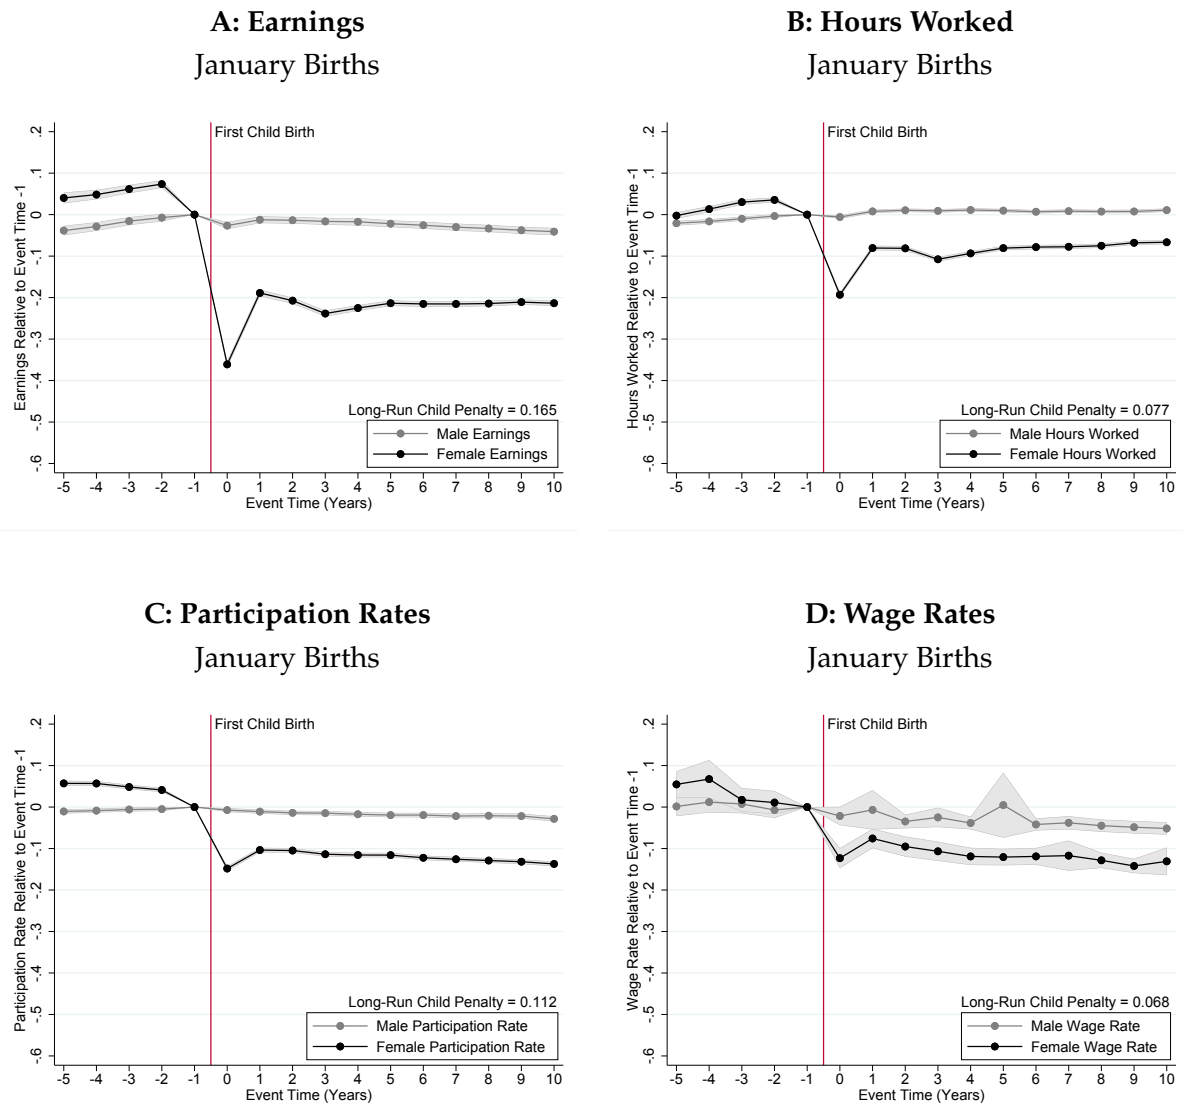 A: Earnings
January Births
First Child Birth
Earnings Relative to Event Time -1
.2
.1
0
-.1
-.2
-.3
-.4
-.5
-.6
Long-Run Child Penalty = 0.165
Male Earnings
Female Earnings
-5 -4 -3 -2 -1 0 1 2 3 4 5 6 7 8 9 10
Event Time (Years)
B: Hours Worked
January Births
First Child Birth
Hours Worked Relative to Event Time -1
.2
.1
0
-.1
-.2
-.3
-.4
-.5
-.6
Long-Run Child Penalty = 0.077
Male Hours Worked
Female Hours Worked
-5 -4 -3 -2 -1 0 1 2 3 4 5 6 7 8 9 10
Event Time (Years)
C: Participation Rates
January Births
First Child Birth
Participation Rate Relative to Event Time -1
.2
.1
0
-.1
-.2
-.3
-.4
-.5
-.6
Long-Run Child Penalty = 0.112
Male Participation Rate
Female Participation Rate
-5 -4 -3 -2 -1 0 1 2 3 4 5 6 7 8 9 10
Event Time (Years)
D: Wage Rates
January Births
First Child Birth
Wage Rate Relative to Event Time -1
.2
.1
0
-.1
-.2
-.3
-.4
-.5
-.6
Long-Run Child Penalty = 0.068
Male Wage Rate
Female Wage Rate
-5 -4 -3 -2 -1 0 1 2 3 4 5 6 7 8 9 10
Event Time (Years)